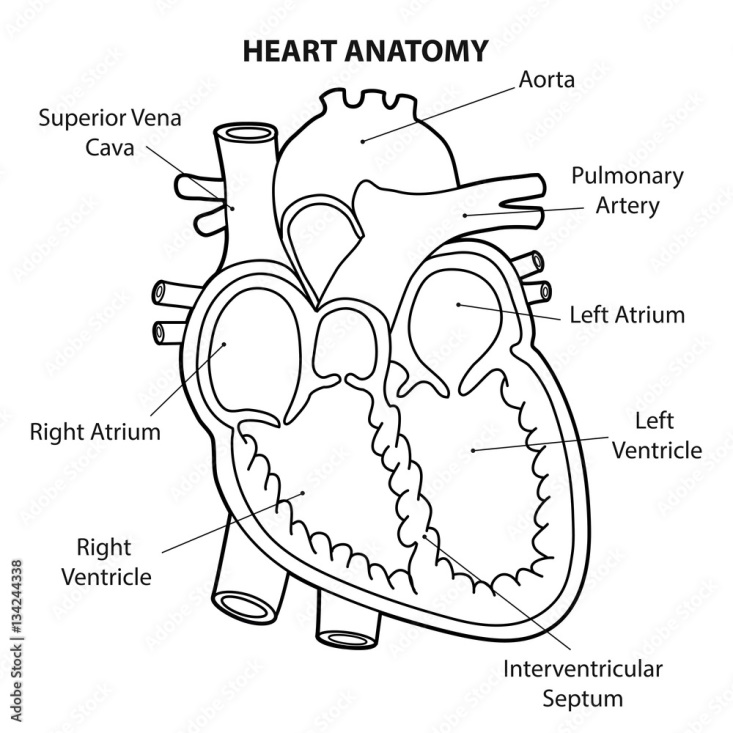 HEART ANATOMY
Aorta
Superior Vena
Cava
Pulmonary
Artery
Left Atrium
Right Atrium
Left
Ventricle
Right
Ventricle
Interventricular
Septum
Adobe Stock | #134244338